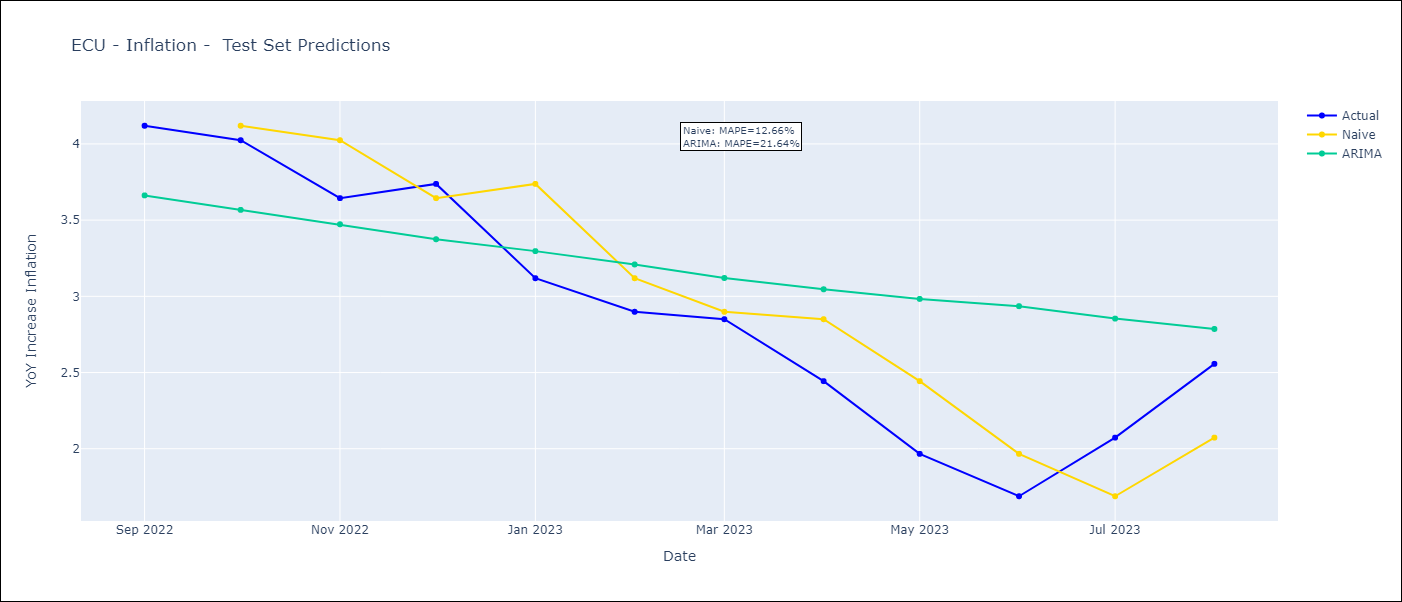 ECU - Inflation -  Test Set Predictions
Actual
Naive
ARIMA
Naive: MAPE=12.66%
ARIMA: MAPE=21.64%
YoY Increase Inflation
4
3.5
3
2.5
2
Sep 2022
Nov 2022
Jan 2023
Mar 2023
May 2023
Jul 2023
Date